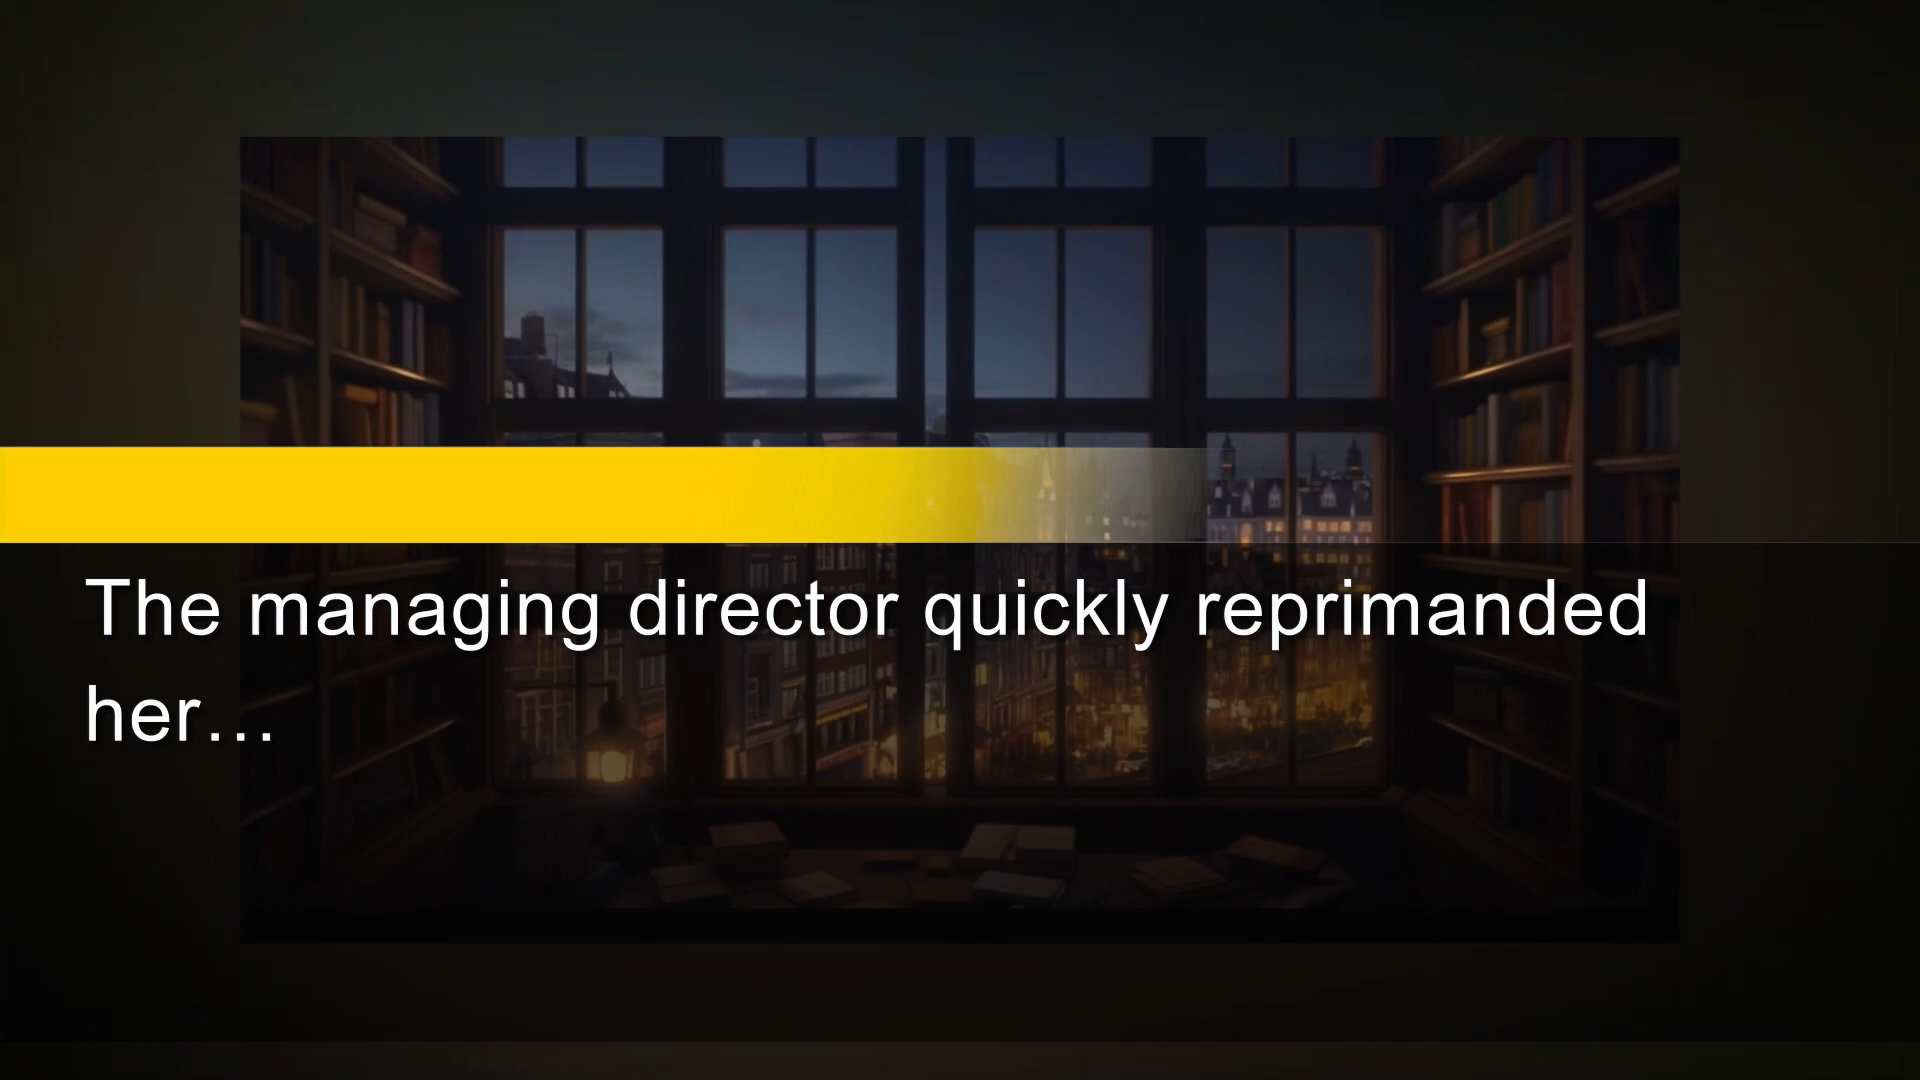 The managing director quickly reprimanded
her…